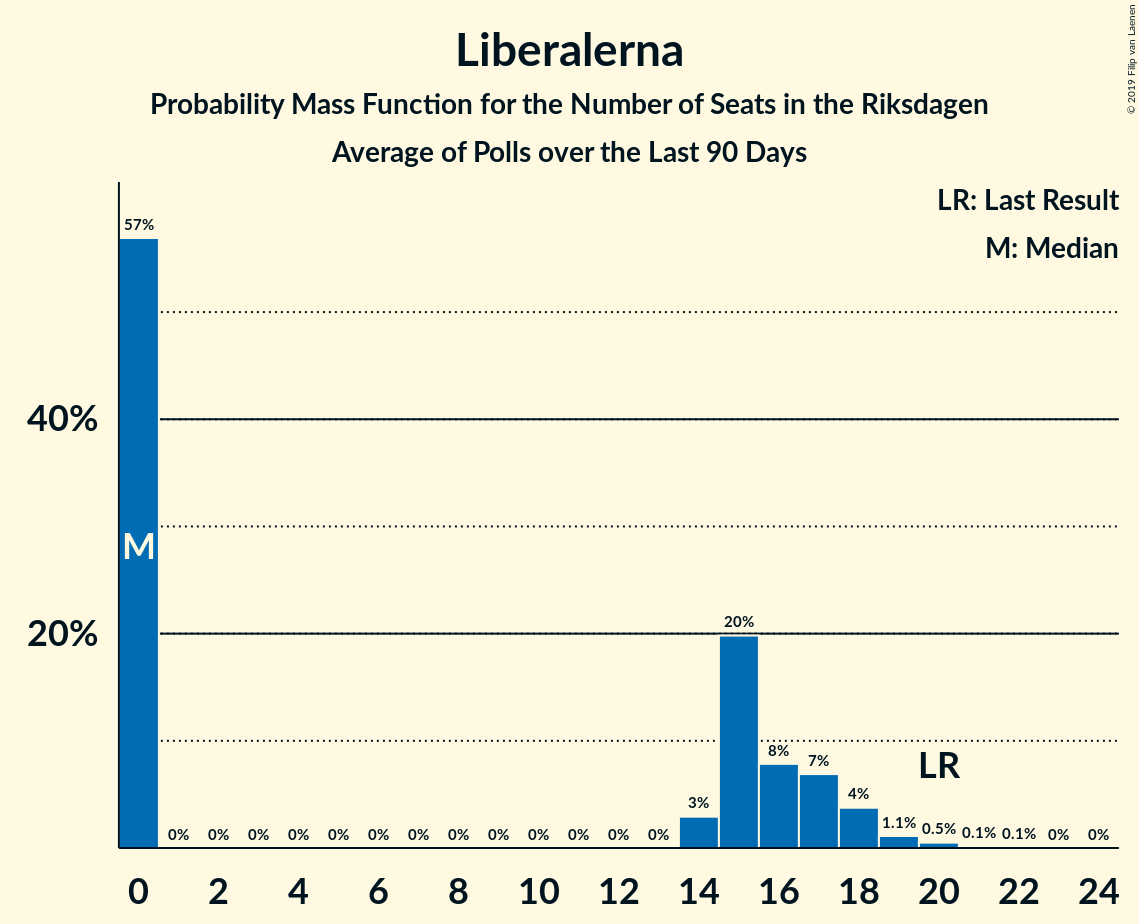 Liberalerna
Probability Mass Function for the Number of Seats in the Riksdagen
Average of Polls over the Last 90 Days
© 2019 Filip van Laenen
LR: Last Result
M: Median
57%
40%
M
20%
20%
8%
LR
7%
4%
3%
1.1%
0.5%
0.1%
0.1%
0% 0% 0% 0% 0% 0% 0% 0% 0% 0% 0% 0% 0% 0% 0%
0 2 4 6 8 10 12 14 16 18 20 22 24